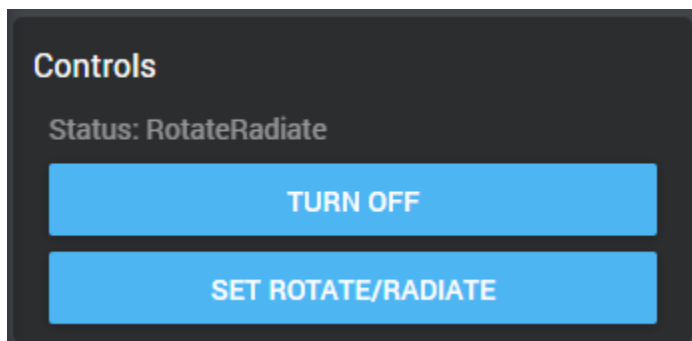 Controls
Status: RotateRadiate
TURN OFF
SET ROTATE/RADIATE